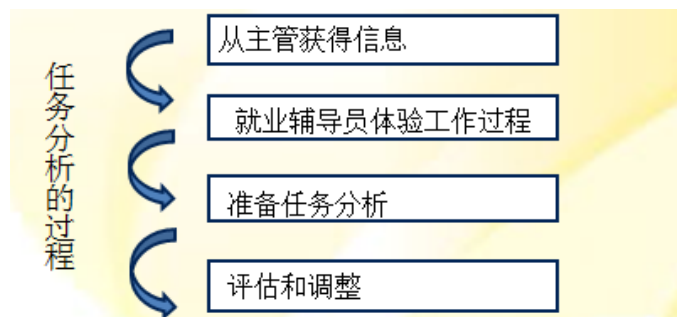 任务分析的过程
从主管获得信息
就业辅导员体验工作过程
准备任务分析
评估和调整